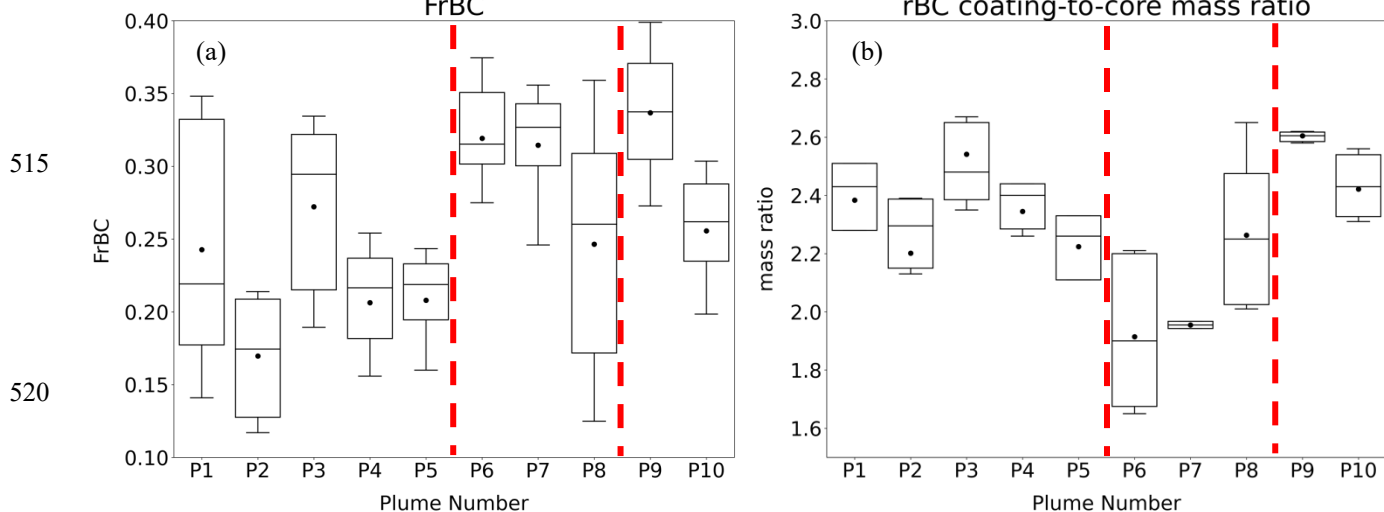 FrBC
(a)
0.40
0.35
0.30
0.25
0.20
0.15
0.10
FrBC
P1 P2 P3 P4 P5 P6 P7 P8 P9 P10
Plume Number
515
520
rBC coating-to-core mass ratio
(b)
3.0
2.8
2.6
2.4
2.2
2.0
1.8
1.6
mass ratio
P1 P2 P3 P4 P5 P6 P7 P8 P9 P10
Plume Number